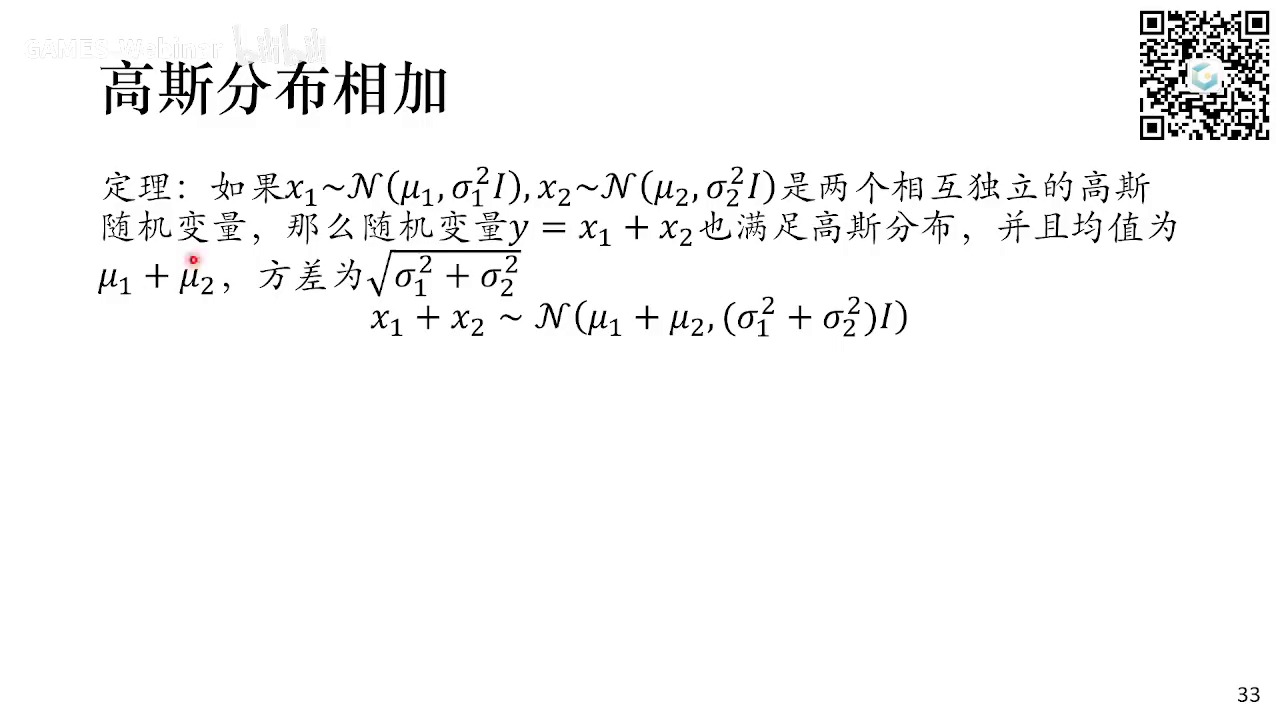 GAMES-Webinar
高斯分布相加
定理：如果𝑥₁~𝒩(𝜇₁, 𝜎₁²𝐼), 𝑥₂~𝒩(𝜇₂, 𝜎₂²𝐼)是两个相互独立的高斯
随机变量，那么随机变量𝑦 = 𝑥₁ + 𝑥₂也满足高斯分布，并且均值为
𝜇₁ + 𝜇₂，方差为√(𝜎₁² + 𝜎₂²)
𝑥₁ + 𝑥₂ ~ 𝒩(𝜇₁ + 𝜇₂, (𝜎₁² + 𝜎₂²)𝐼)
33